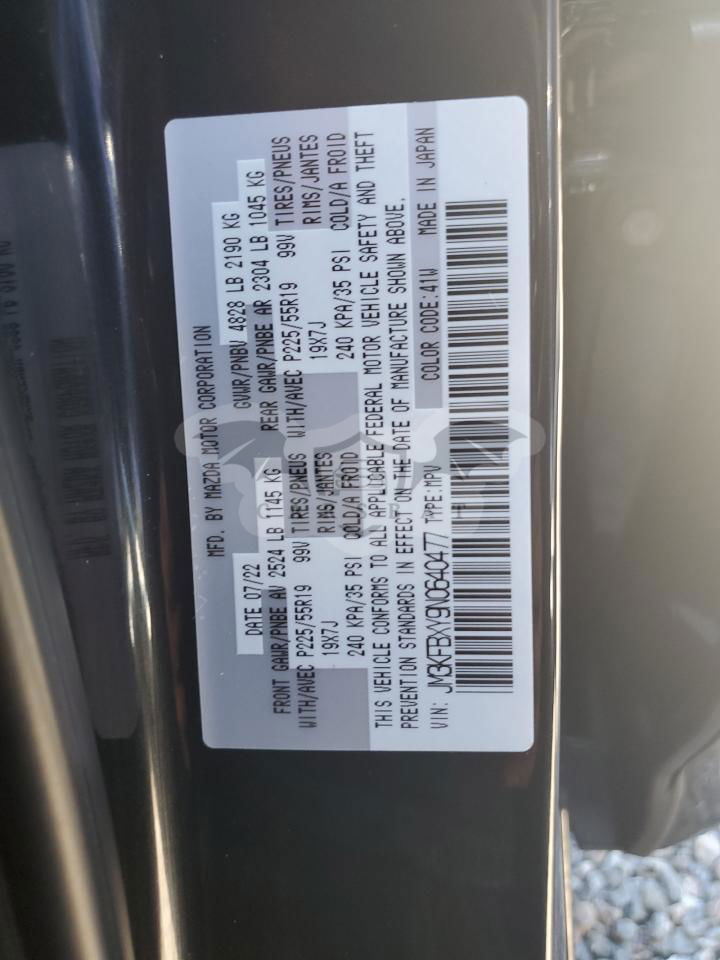 MFD. BY MAZDA MOTOR CORPORATION
DATE 07/22 GVWR/PNBV 4828 LB 2190 KG
FRONT GAWR/PNBE AV 2524 LB 1145 KG REAR GAWR/PNBE AR 2304 LB 1045 KG
WITH/AVEC P225/55R19 99V TIRES/PNEUS WITH/AVEC P225/55R19 99V TIRES/PNEUS
19X7J RIMS/JANTES 19X7J RIMS/JANTES
240 KPA/35 PSI COLD/A FROID 240 KPA/35 PSI COLD/A FROID
THIS VEHICLE CONFORMS TO ALL APPLICABLE FEDERAL MOTOR VEHICLE SAFETY AND THEFT
PREVENTION STANDARDS IN EFFECT ON THE DATE OF MANUFACTURE SHOWN ABOVE.
VIN: JM3KFBXY9N0640477 TYPE:MPV COLOR CODE:41W MADE IN JAPAN